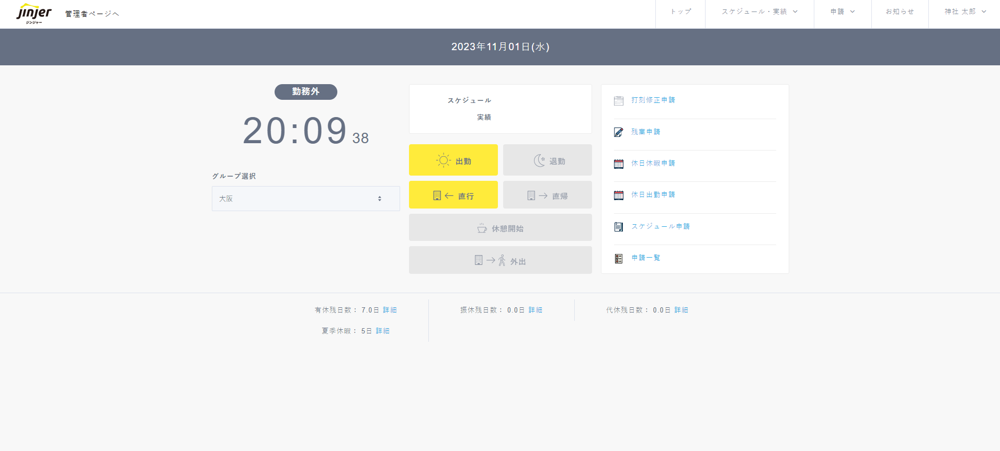 jinjer
ジンジャー
管理者ページへ
トップ
スケジュール・実績
申請
お知らせ
神社 太郎
2023年11月01日(水)
勤務外
20:09 38
グループ選択
大阪
スケジュール
実績
出勤
退勤
直行
直帰
休憩開始
外出
打刻修正申請
残業申請
休日休暇申請
休日出勤申請
スケジュール申請
申請一覧
有休残日数： 7.0日 詳細
振休残日数： 0.0日 詳細
代休残日数： 0.0日 詳細
夏季休暇： 5日 詳細